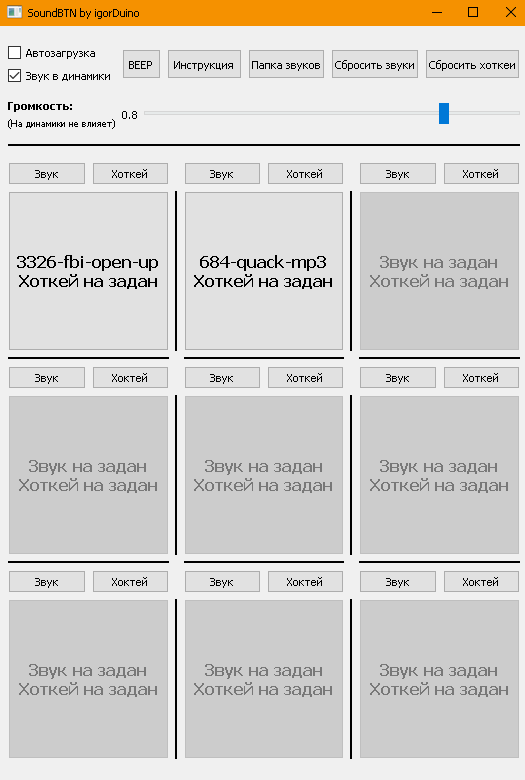 SoundBTN by igorDuino
Автозагрузка
Звук в динамики
BEEP
Инструкция
Папка звуков
Сбросить звуки
Сбросить хоткеи
Громкость:
(На динамики не влияет)
0.8
Звук
Хоткей
Звук
Хоткей
Звук
Хоткей
3326-fbi-open-up
Хоткей на задан
684-quack-mp3
Хоткей на задан
Звук на задан
Хоткей на задан
Звук
Хоктей
Звук
Хоткей
Звук
Хоткей
Звук на задан
Хоткей на задан
Звук на задан
Хоткей на задан
Звук на задан
Хоткей на задан
Звук
Хоктей
Звук
Хоктей
Звук
Хоктей
Звук на задан
Хоткей на задан
Звук на задан
Хоткей на задан
Звук на задан
Хоткей на задан